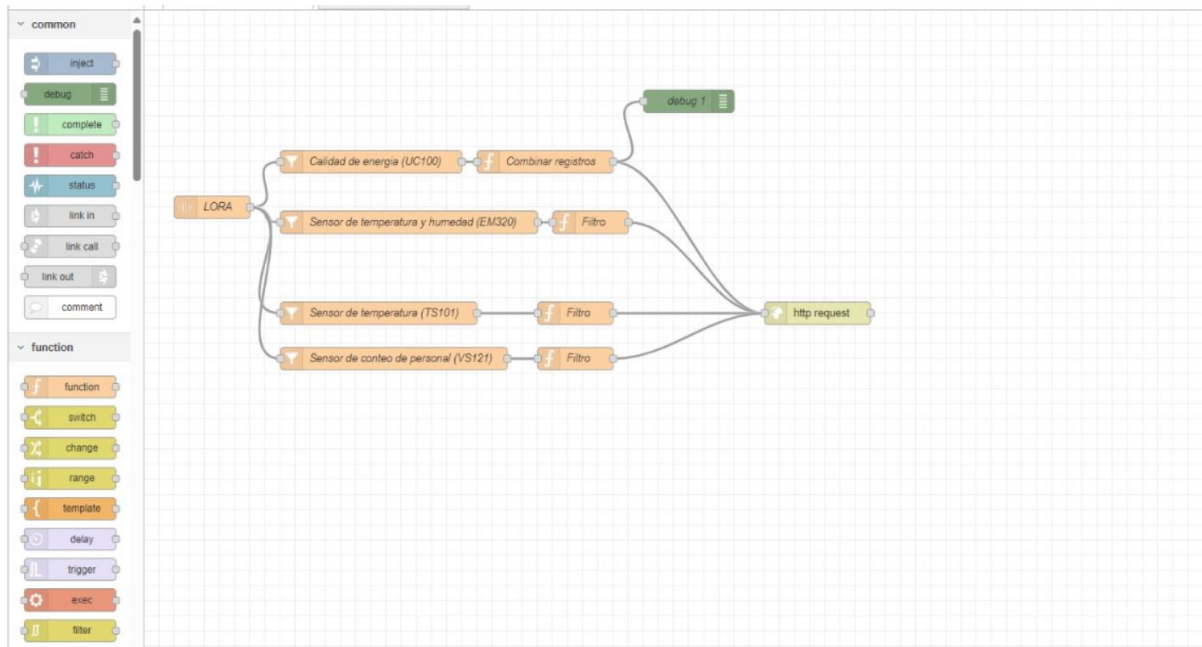 common
inject
debug
complete
catch
status
link in
link call
link out
comment
function
function
switch
change
range
template
delay
trigger
exec
filter
debug 1
Calidad de energia (UC100)
Combinar registros
LORA
Sensor de temperatura y humedad (EM320)
Filtro
Sensor de temperatura (TS101)
Filtro
http request
Sensor de conteo de personal (VS121)
Filtro